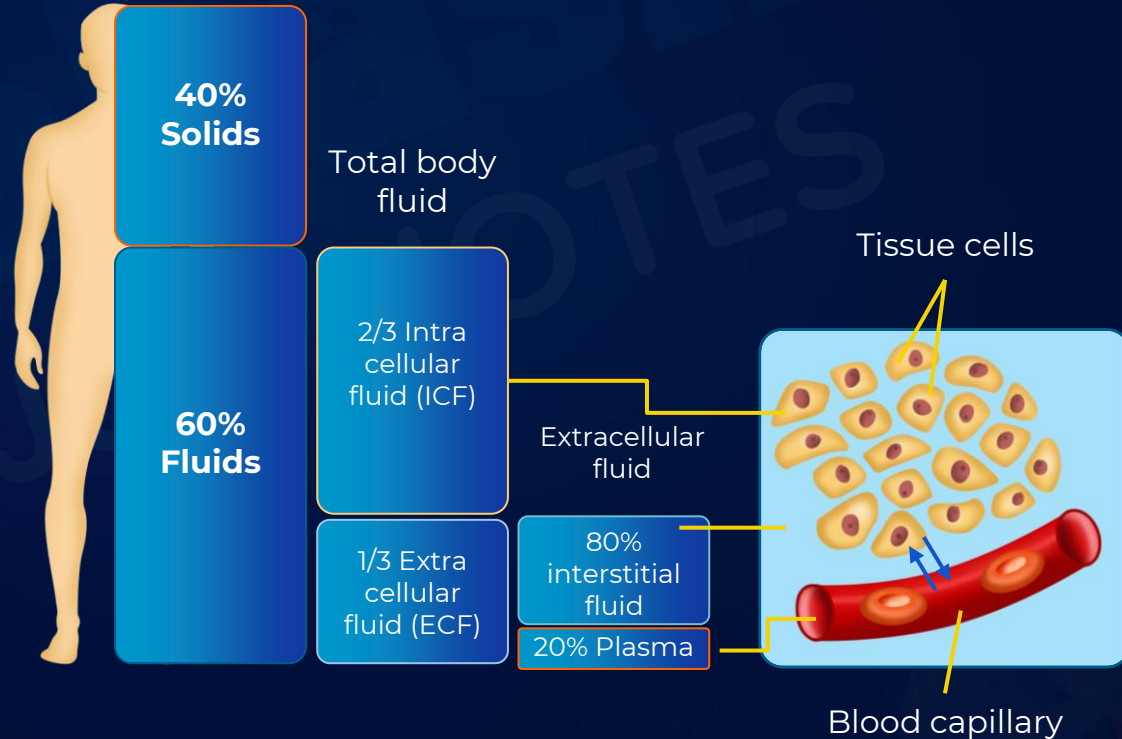 40%
Solids
Total body
fluid
60%
Fluids
2/3 Intra
cellular
fluid (ICF)
1/3 Extra
cellular
fluid (ECF)
Extracellular
fluid
80%
interstitial
fluid
20% Plasma
Tissue cells
Blood capillary
NOTES